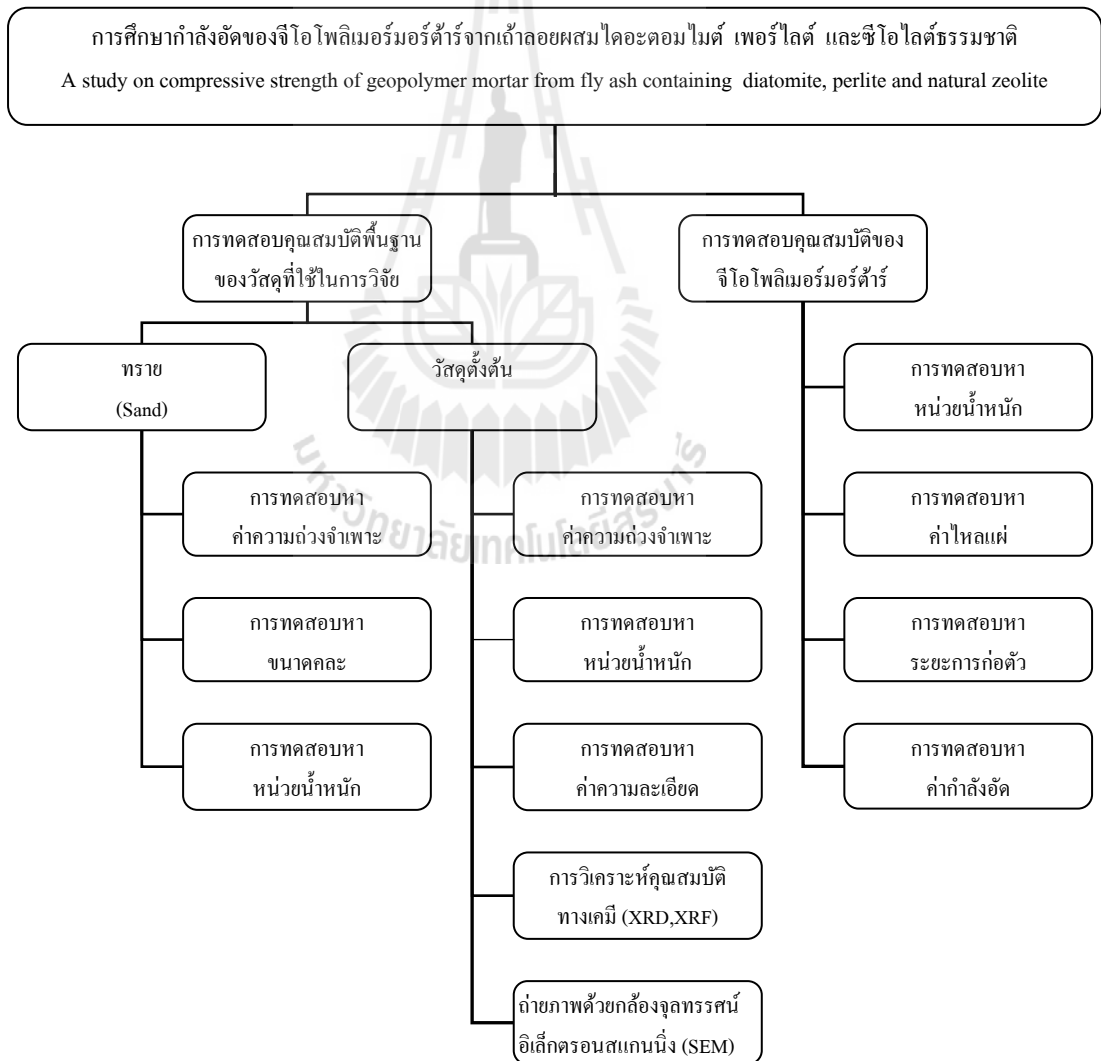 การศึกษากำลังอัดของจีโอโพลิเมอร์มอร์ต้าร์จากเถ้าลอยผสมไดอะตอมไมต์ เพอร์ไลต์ และซีโอไลต์ธรรมชาติ
A study on compressive strength of geopolymer mortar from fly ash containing diatomite, perlite and natural zeolite
การทดสอบคุณสมบัติพื้นฐาน
ของวัสดุที่ใช้ในการวิจัย
ทราย
(Sand)
การทดสอบหา
ค่าความถ่วงจำเพาะ
การทดสอบหา
ขนาดคละ
การทดสอบหา
หน่วยน้ำหนัก
วัสดุตั้งต้น
การทดสอบหา
ค่าความถ่วงจำเพาะ
การทดสอบหา
หน่วยน้ำหนัก
การทดสอบหา
ค่าความละเอียด
การวิเคราะห์คุณสมบัติ
ทางเคมี (XRD,XRF)
ถ่ายภาพด้วยกล้องจุลทรรศน์
อิเล็กตรอนสแกนนิ่ง (SEM)
การทดสอบคุณสมบัติของ
จีโอโพลิเมอร์มอร์ต้าร์
การทดสอบหา
หน่วยน้ำหนัก
การทดสอบหา
ค่าไหลแผ่
การทดสอบหา
ระยะการก่อตัว
การทดสอบหา
ค่ากำลังอัด
มหาวิทยาลัยเทคโนโลยีสุรนารี